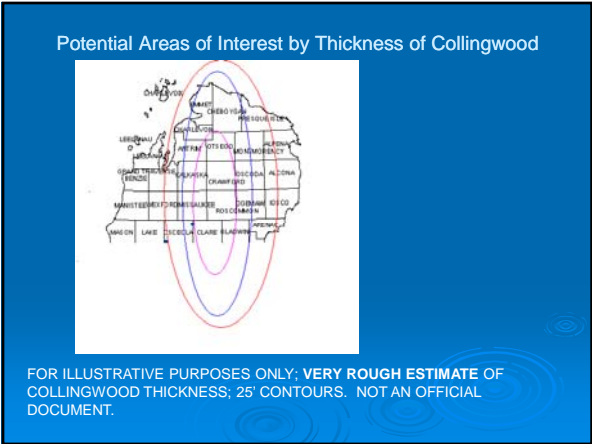 Potential Areas of Interest by Thickness of Collingwood
CHARLEVOIX
EMMET
CHEBOYGAN
PRESQUE ISLE
CHARLEVOIX
LEELANAU
ANTRIM
OTSEGO
MONTMORENCY
ALPENA
GRAND TRAVERSE
BENZIE
KALKASKA
CRAWFORD
OSCODA
ALCONA
MANISTEE
WEXFORD
MISSAUKEE
ROSCOMMON
OGEMAW
IOSCO
ARENAC
MASON
LAKE
OSCEOLA
CLARE
GLADWIN
FOR ILLUSTRATIVE PURPOSES ONLY; VERY ROUGH ESTIMATE OF
COLLINGWOOD THICKNESS; 25' CONTOURS. NOT AN OFFICIAL
DOCUMENT.